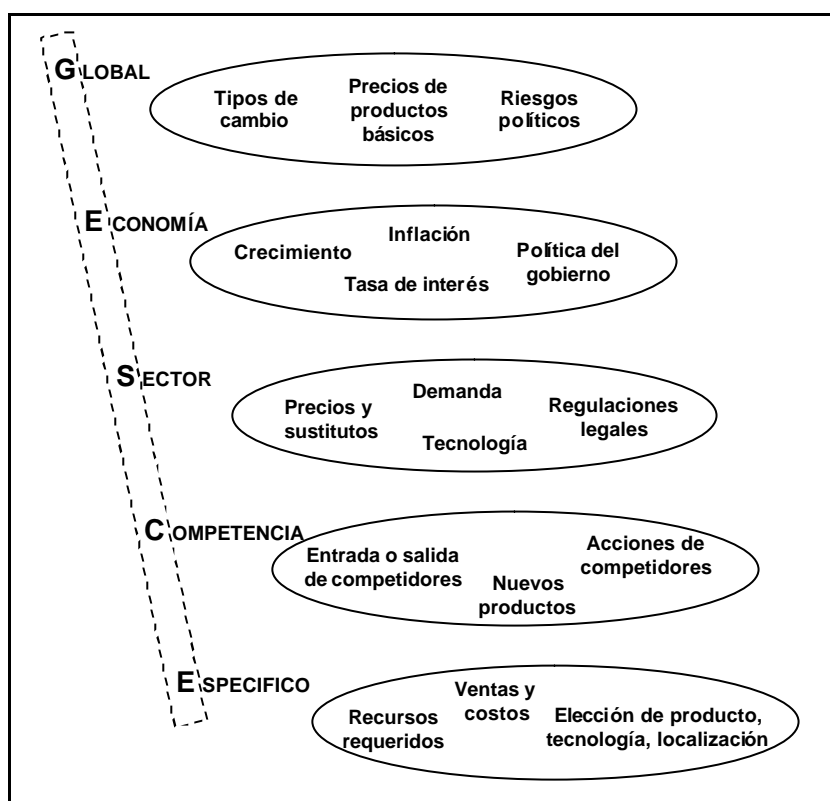 GLOBAL
Tipos de
cambio
Precios de
productos
básicos
Riesgos
políticos
ECONOMÍA
Crecimiento
Inflación
Tasa de interés
Política del
gobierno
SECTOR
Precios y
sustitutos
Demanda
Tecnología
Regulaciones
legales
COMPETENCIA
Entrada o salida
de competidores
Nuevos
productos
Acciones de
competidores
ESPECIFICO
Recursos
requeridos
Ventas y
costos
Elección de producto,
tecnología, localización